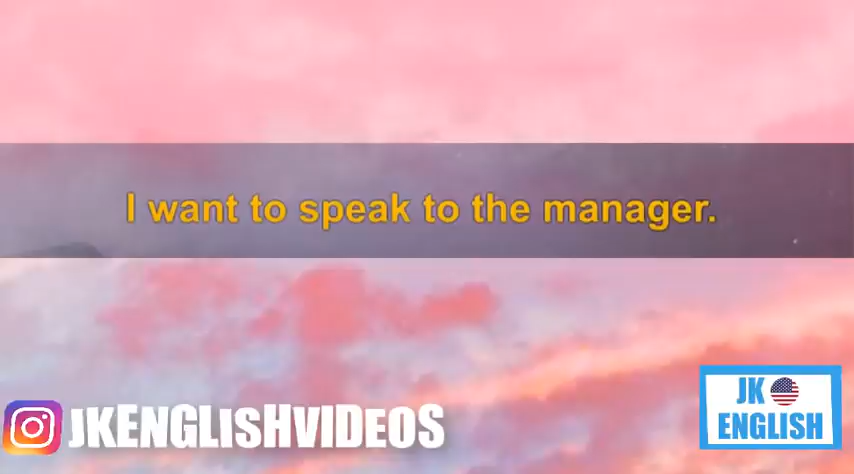 I want to speak to the manager.
JKENGLiSHViDEOS
JK
ENGLISH